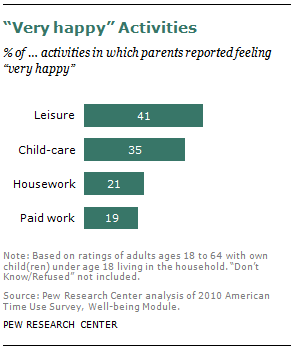 “Very happy” Activities
% of ... activities in which parents reported feeling
“very happy”
Leisure 41
Child-care 35
Housework 21
Paid work 19
Note: Based on ratings of adults ages 18 to 64 with own
child(ren) under age 18 living in the household. “Don’t
Know/Refused” not included.
Source: Pew Research Center analysis of 2010 American
Time Use Survey, Well-being Module.
PEW RESEARCH CENTER